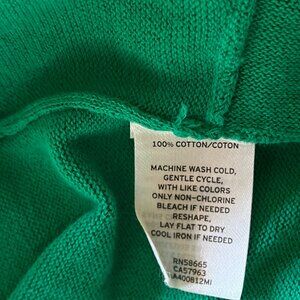 100% COTTON/COTON
MACHINE WASH COLD,
GENTLE CYCLE,
WITH LIKE COLORS
ONLY NON-CHLORINE
BLEACH IF NEEDED
RESHAPE,
LAY FLAT TO DRY
COOL IRON IF NEEDED
RN58665
CA57963